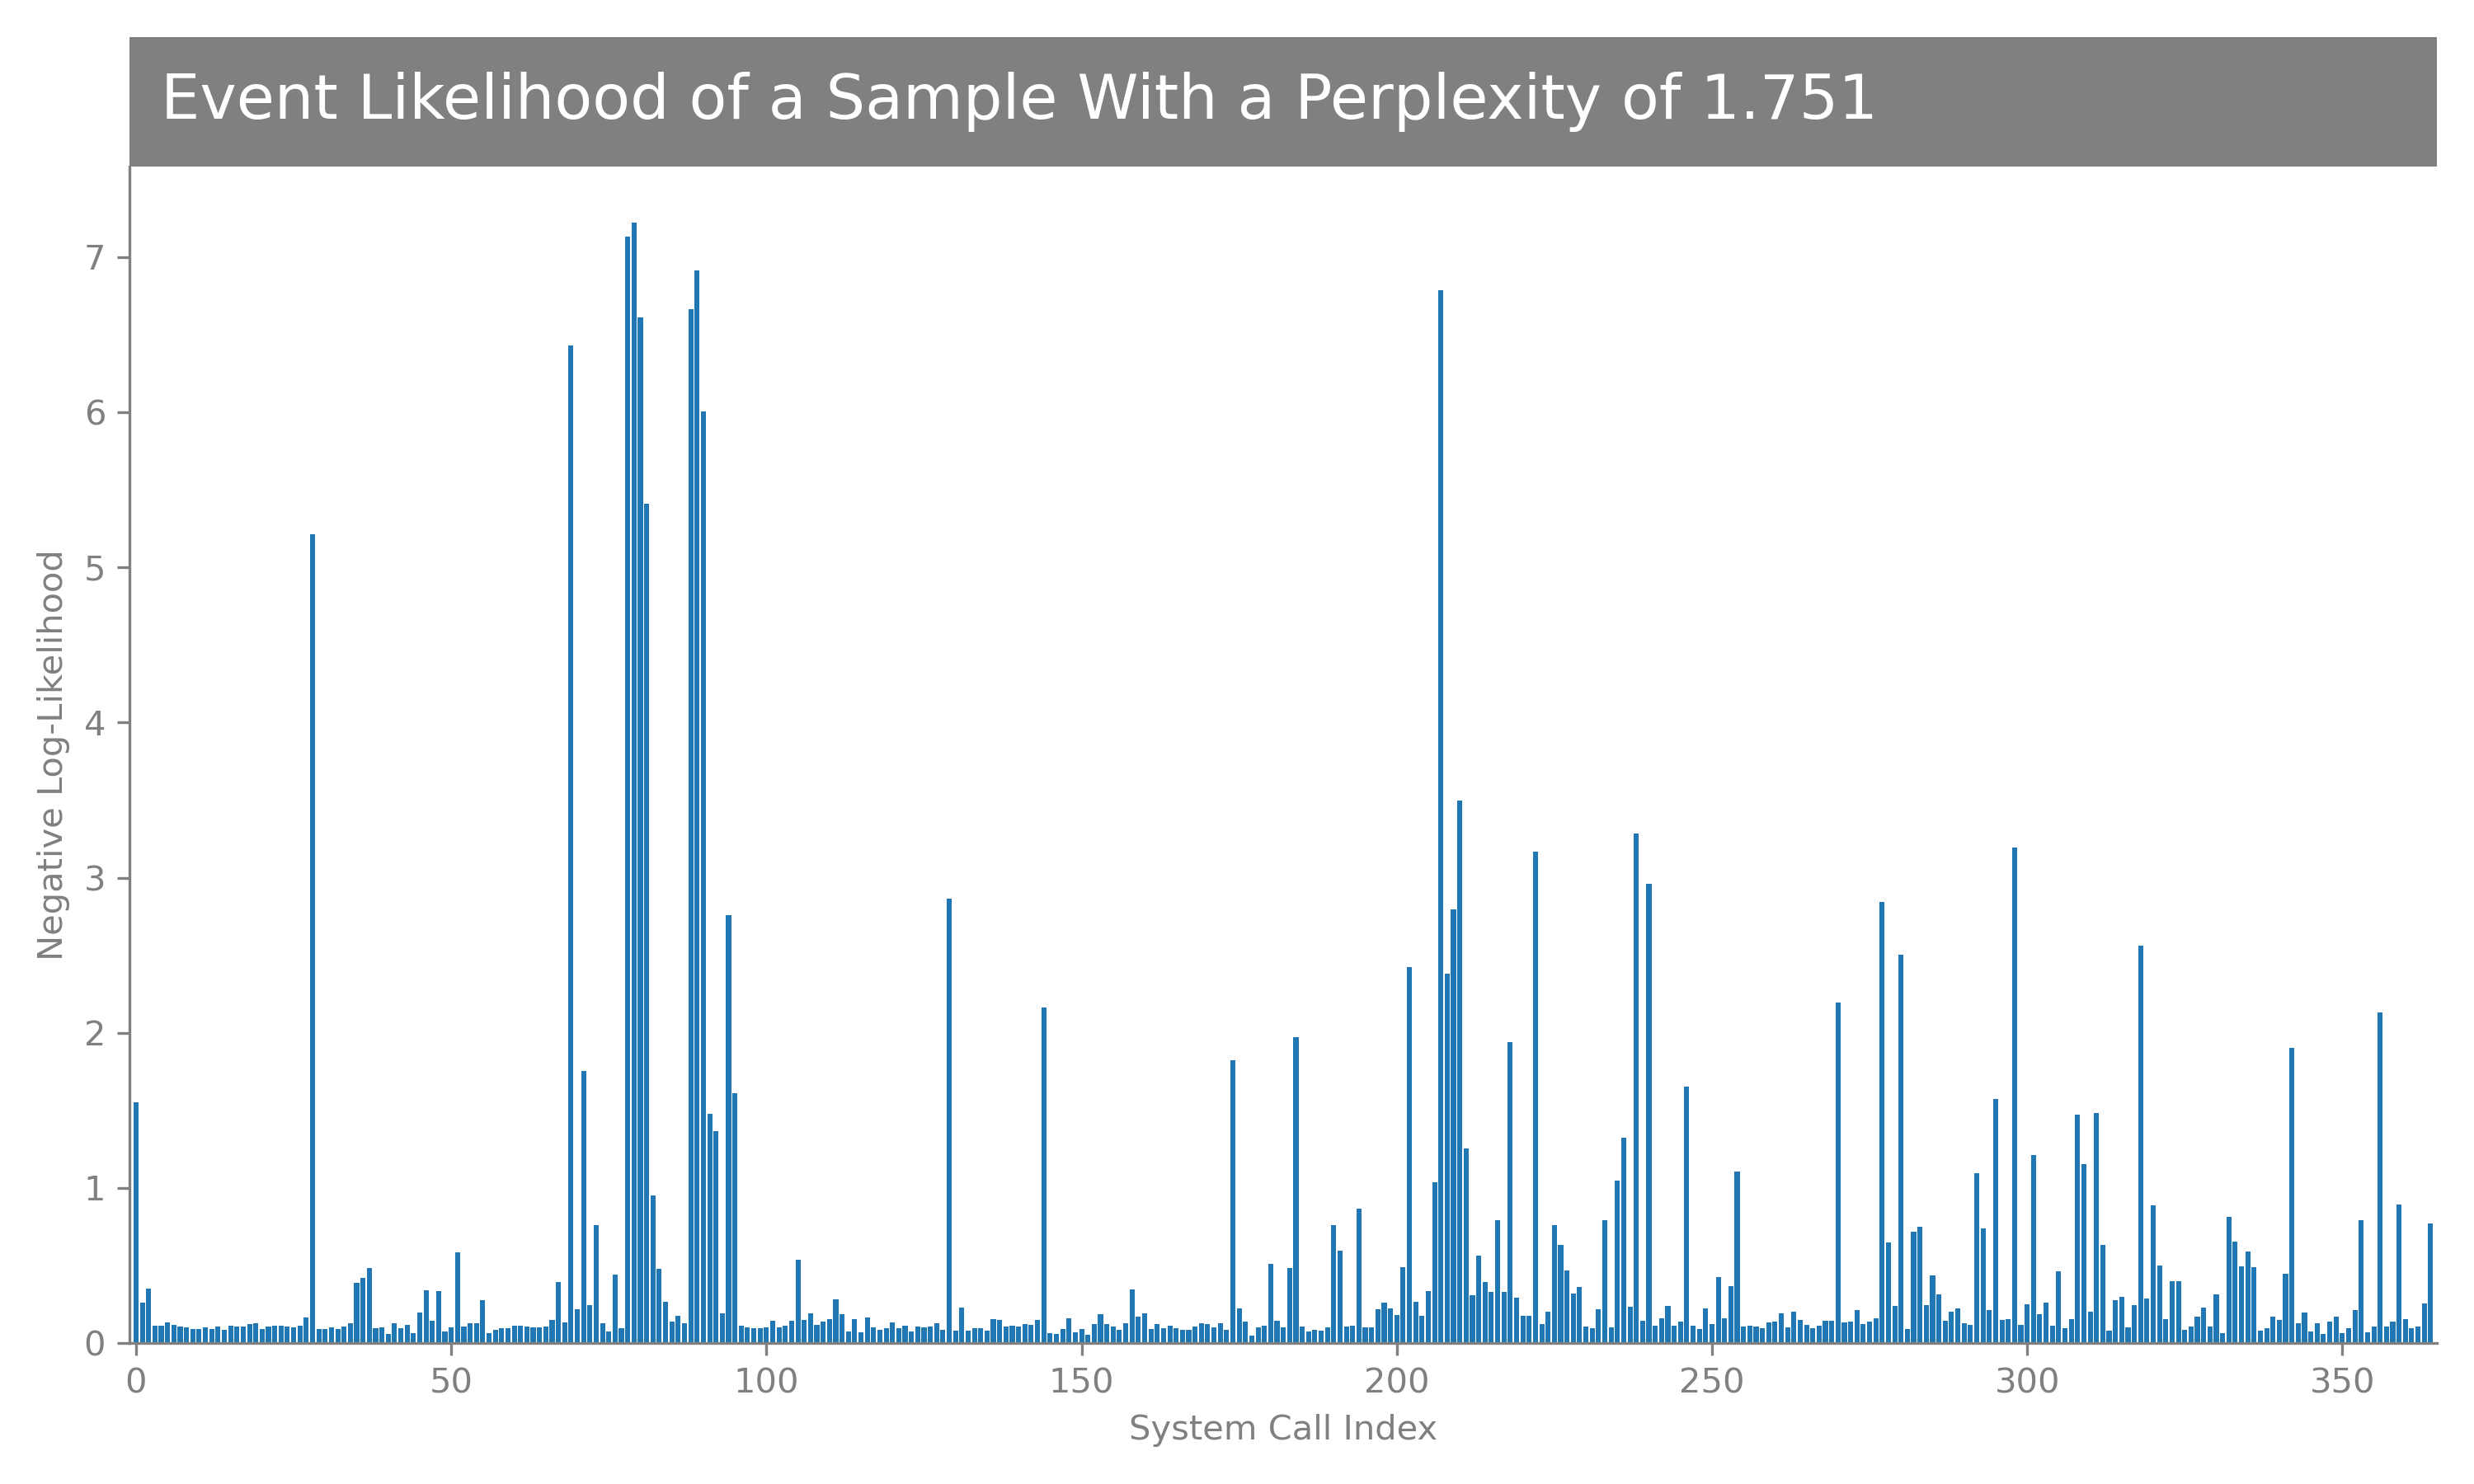 Event Likelihood of a Sample With a Perplexity of 1.751
Negative Log-Likelihood
7
6
5
4
3
2
1
0
0 50 100 150 200 250 300 350
System Call Index